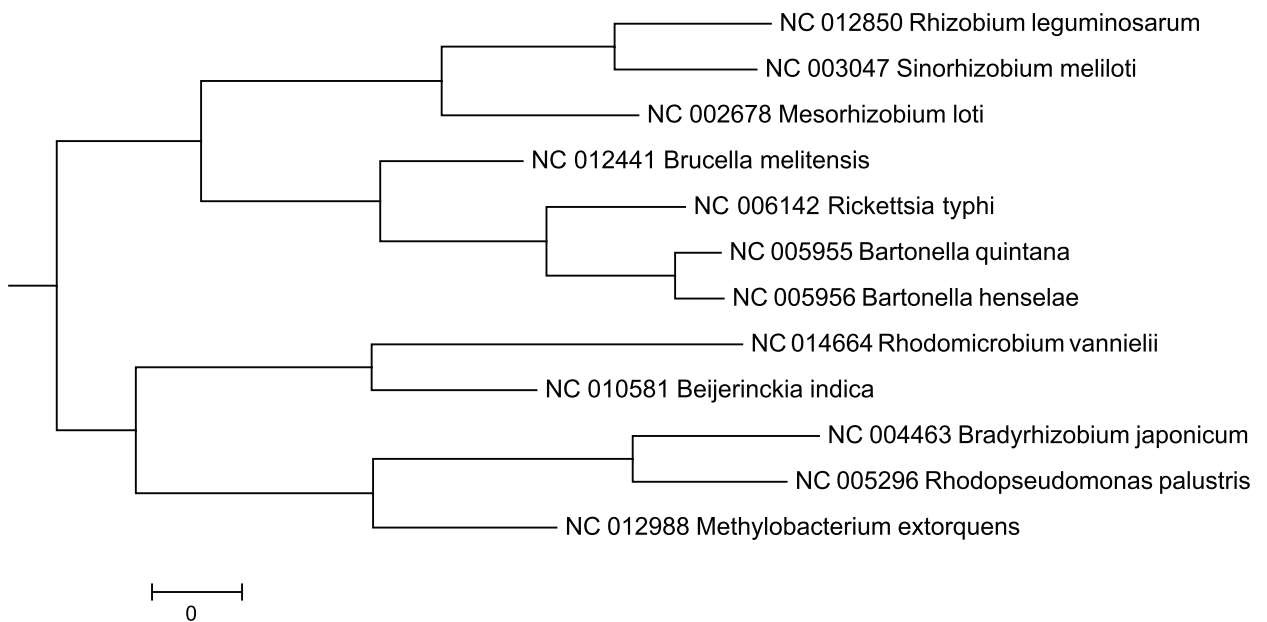 NC 012850 Rhizobium leguminosarum
NC 003047 Sinorhizobium meliloti
NC 002678 Mesorhizobium loti
NC 012441 Brucella melitensis
NC 006142 Rickettsia typhi
NC 005955 Bartonella quintana
NC 005956 Bartonella henselae
NC 014664 Rhodomicrobium vannielii
NC 010581 Beijerinckia indica
NC 004463 Bradyrhizobium japonicum
NC 005296 Rhodopseudomonas palustris
NC 012988 Methylobacterium extorquens
0